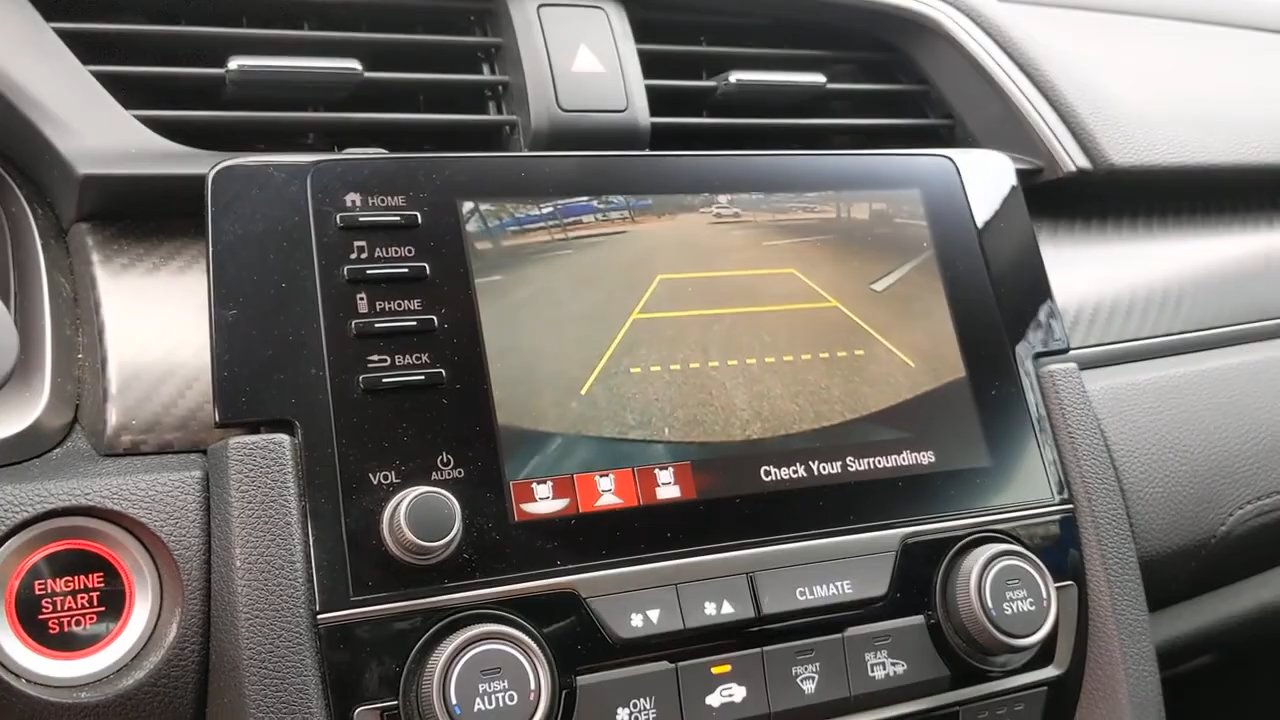 HOME
AUDIO
PHONE
BACK
VOL
AUDIO
Check Your Surroundings
ENGINE
START
STOP
CLIMATE
PUSH
SYNC
PUSH
AUTO
ON/
OFF
FRONT
REAR